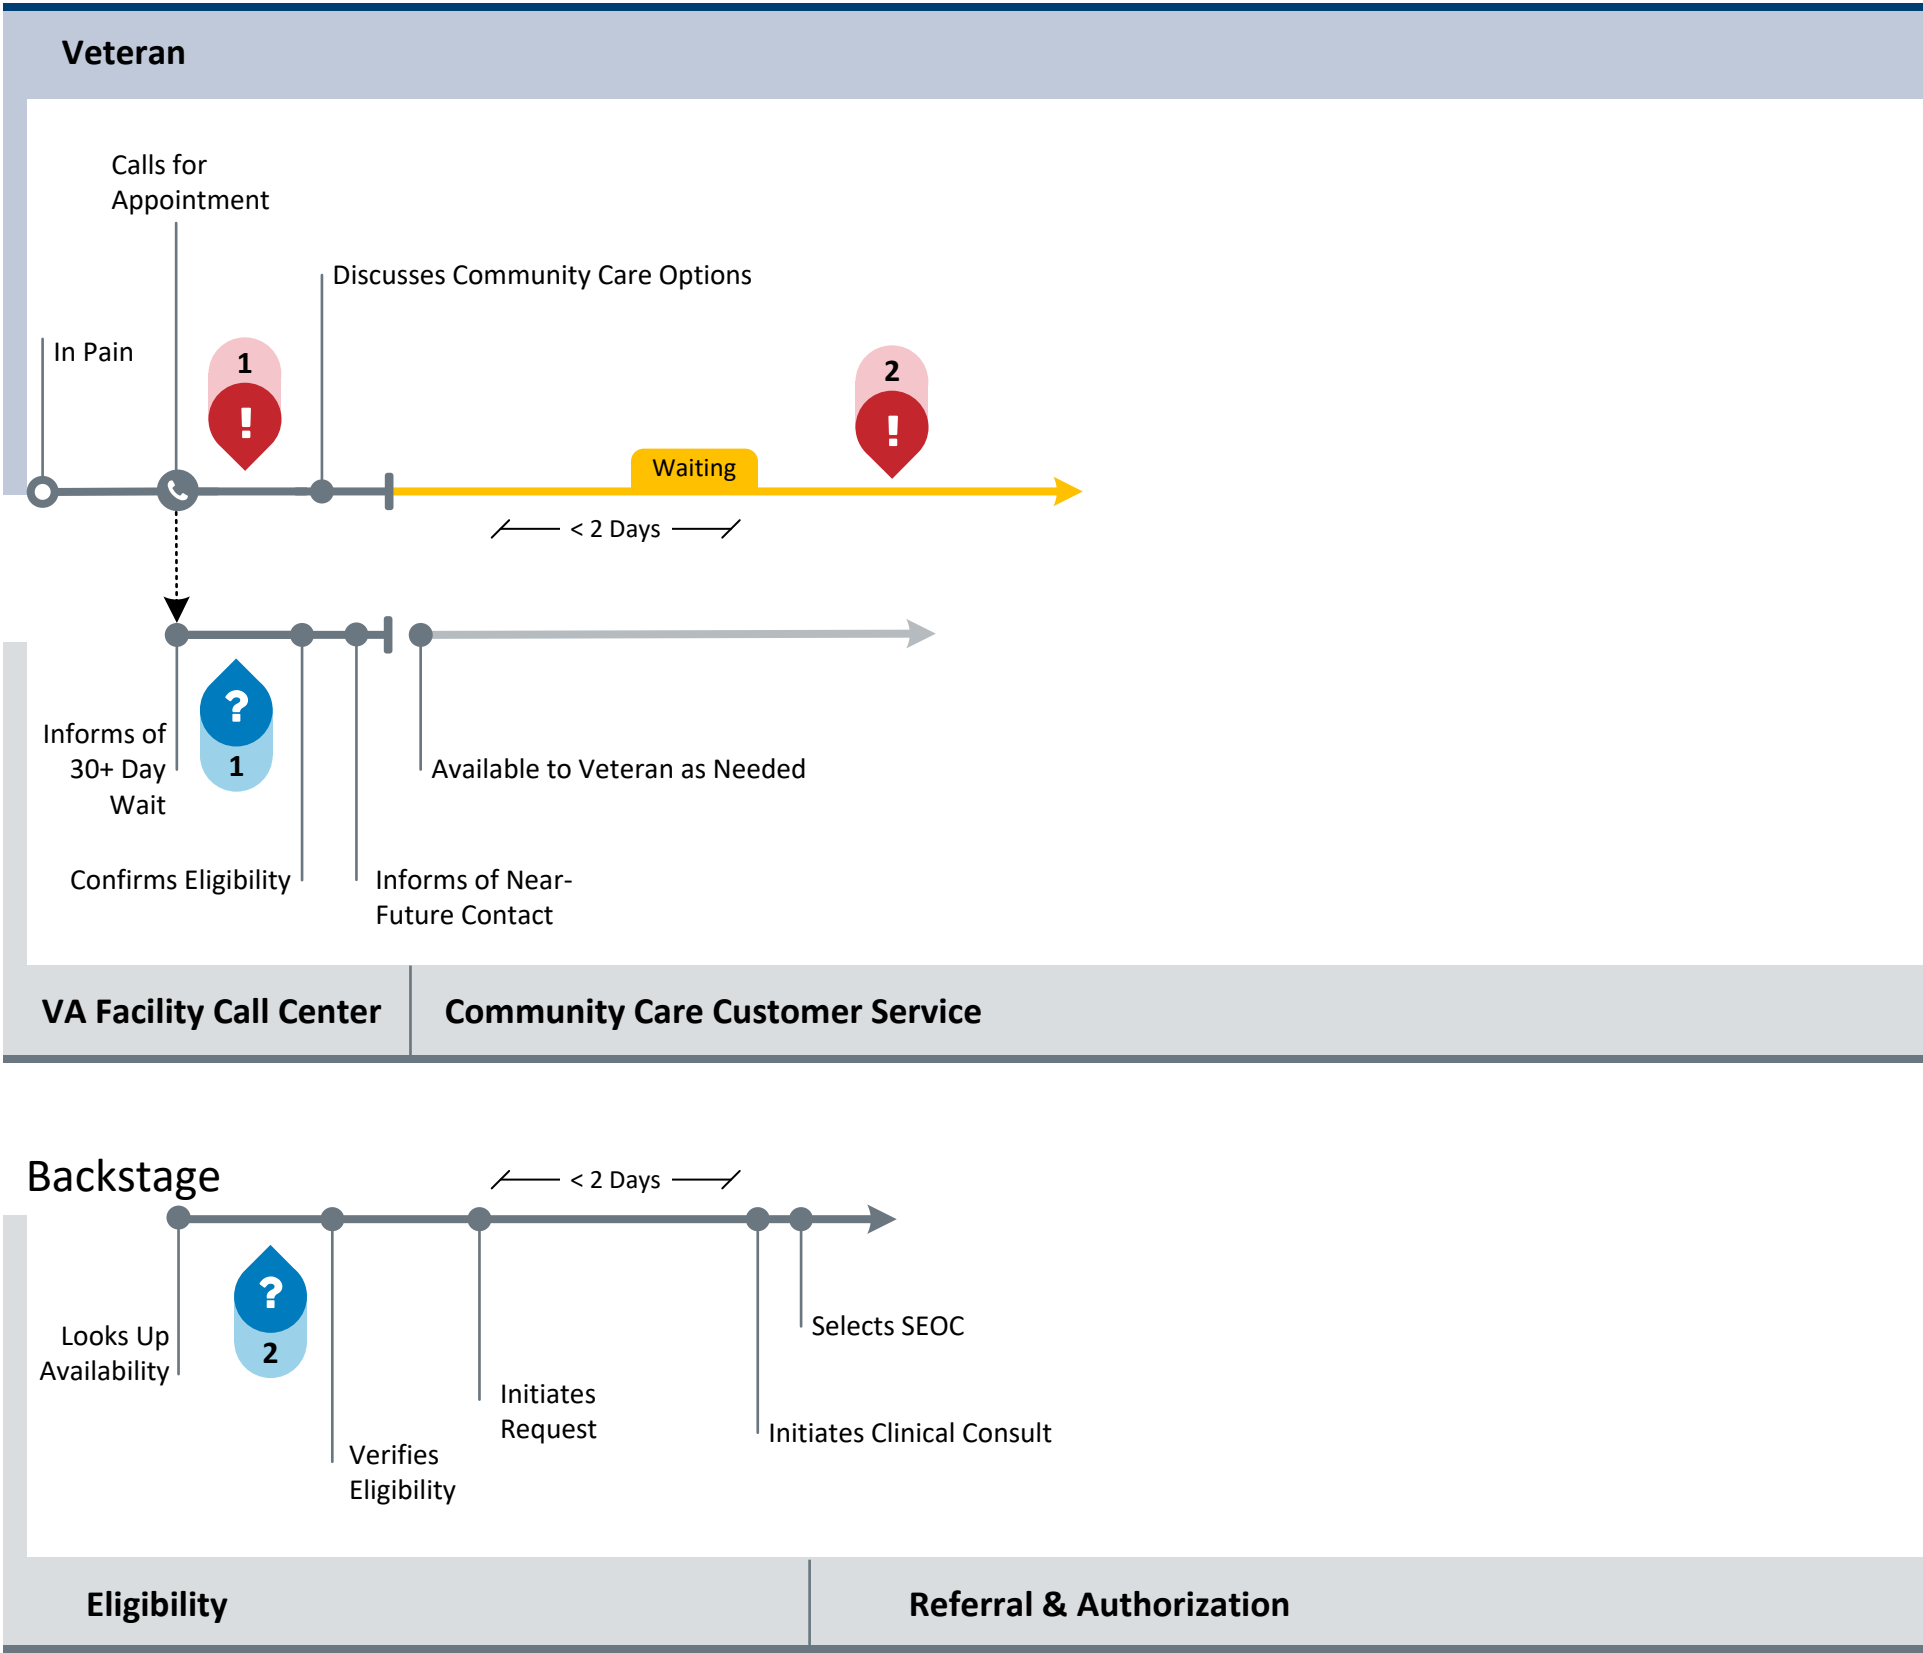 Veteran
Calls for
Appointment
Discusses Community Care Options
In Pain
1
!
2
!
Waiting
< 2 Days
?
1
Informs of
30+ Day
Wait
Available to Veteran as Needed
Confirms Eligibility
Informs of Near-
Future Contact
VA Facility Call Center
Community Care Customer Service
Backstage
< 2 Days
?
2
Looks Up
Availability
Selects SEOC
Initiates
Request
Initiates Clinical Consult
Verifies
Eligibility
Eligibility
Referral & Authorization